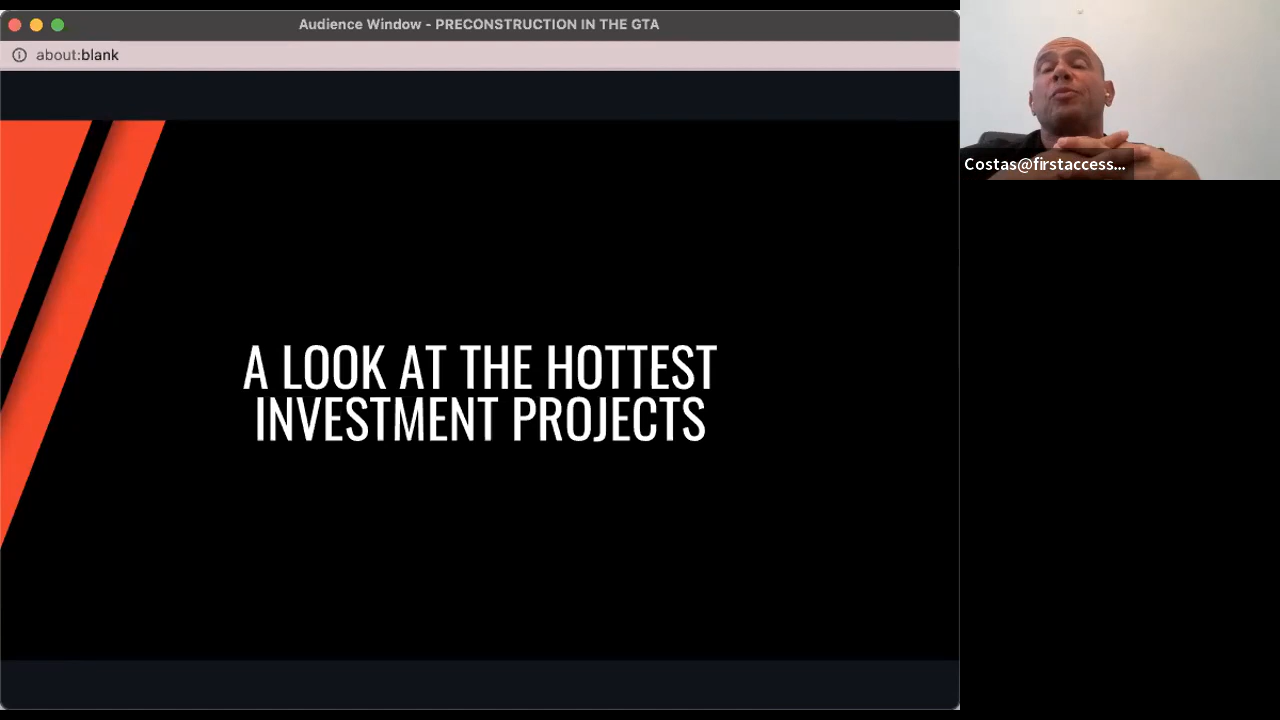 Audience Window - PRECONSTRUCTION IN THE GTA
about:blank
Costas@firstaccess...
A LOOK AT THE HOTTEST
INVESTMENT PROJECTS